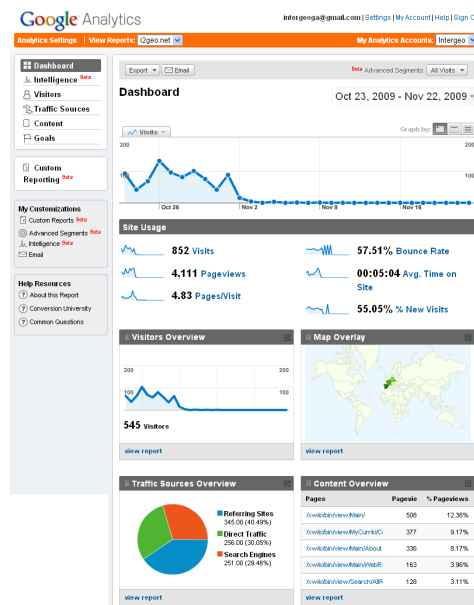 Google Analytics
intergeoga@gmail.com | Settings | My Account | Help | Sign
Analytics Settings | View Reports: i2geo.net
My Analytics Accounts: Intergeo
Dashboard
Intelligence Beta
Visitors
Traffic Sources
Content
Goals
Custom
Reporting Beta
My Customizations
Custom Reports Beta
Advanced Segments Beta
Intelligence Beta
Email
Help Resources
About this Report
Conversion University
Common Questions
Export Email
Beta Advanced Segments: All Visits
Dashboard
Oct 23, 2009 - Nov 22, 2009
Visits
Graph by:
200 200
100 100
Oct 26 Nov 2 Nov 9 Nov 16
Site Usage
852 Visits
4,111 Pageviews
4.83 Pages/Visit
57.51% Bounce Rate
00:05:04 Avg. Time on
Site
55.05% % New Visits
Visitors Overview
200 200
100 100
545 Visitors
view report
Map Overlay
view report
Traffic Sources Overview
Referring Sites
345.00 (40.49%)
Direct Traffic
256.00 (30.05%)
Search Engines
251.00 (29.46%)
view report
Content Overview
Pages Pagevie % Pageviews
/xwiki/bin/view/Main/ 508 12.36%
/xwiki/bin/view/MyCurriki/C 377 9.17%
/xwiki/bin/view/Main/About 336 8.17%
/xwiki/bin/view/Main/WebR 163 3.96%
/xwiki/bin/view/Search/AllR 128 3.11%
view report